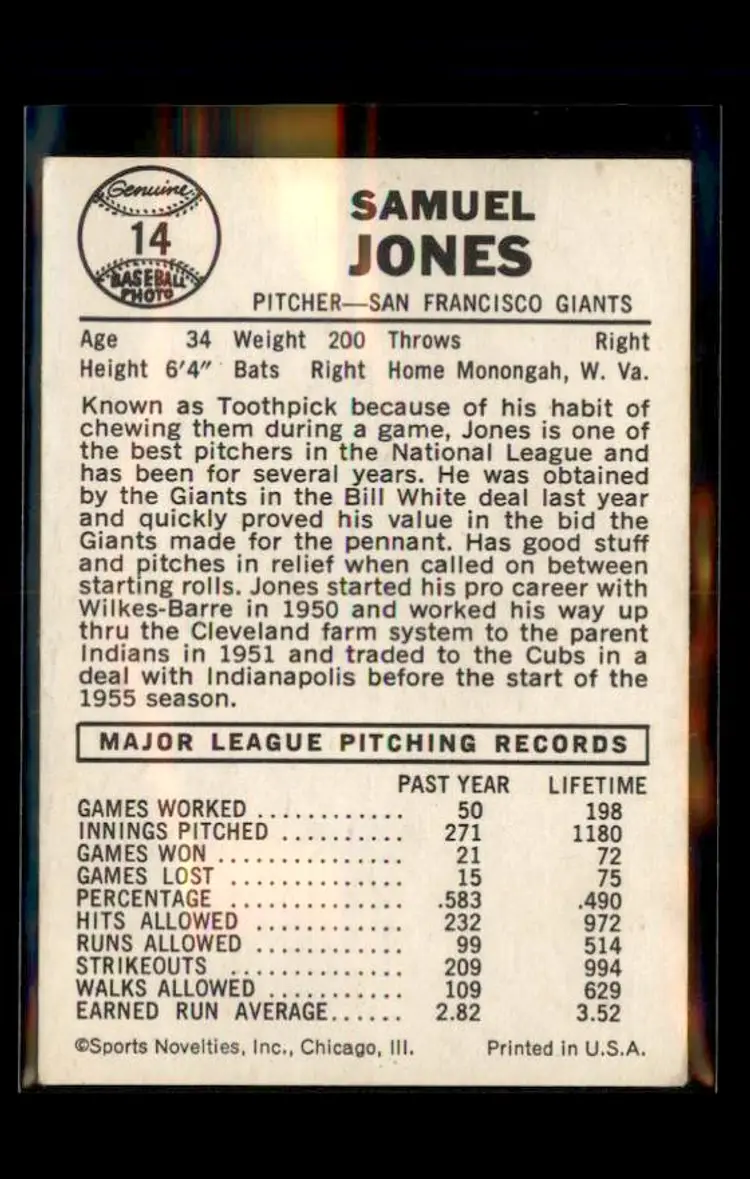 Genuine
14
BASEBALL
PHOTO
SAMUEL
JONES
PITCHER—SAN FRANCISCO GIANTS
Age 34 Weight 200 Throws Right
Height 6'4" Bats Right Home Monongah, W. Va.
Known as Toothpick because of his habit of
chewing them during a game, Jones is one of
the best pitchers in the National League and
has been for several years. He was obtained
by the Giants in the Bill White deal last year
and quickly proved his value in the bid the
Giants made for the pennant. Has good stuff
and pitches in relief when called on between
starting rolls. Jones started his pro career with
Wilkes-Barre in 1950 and worked his way up
thru the Cleveland farm system to the parent
Indians in 1951 and traded to the Cubs in a
deal with Indianapolis before the start of the
1955 season.
MAJOR LEAGUE PITCHING RECORDS
PAST YEAR LIFETIME
GAMES WORKED ............ 50 198
INNINGS PITCHED .......... 271 1180
GAMES WON ............... 21 72
GAMES LOST .............. 15 75
PERCENTAGE .............. .583 .490
HITS ALLOWED ............ 232 972
RUNS ALLOWED ............ 99 514
STRIKEOUTS .............. 209 994
WALKS ALLOWED ........... 109 629
EARNED RUN AVERAGE...... 2.82 3.52
©Sports Novelties, Inc., Chicago, Ill. Printed in U.S.A.